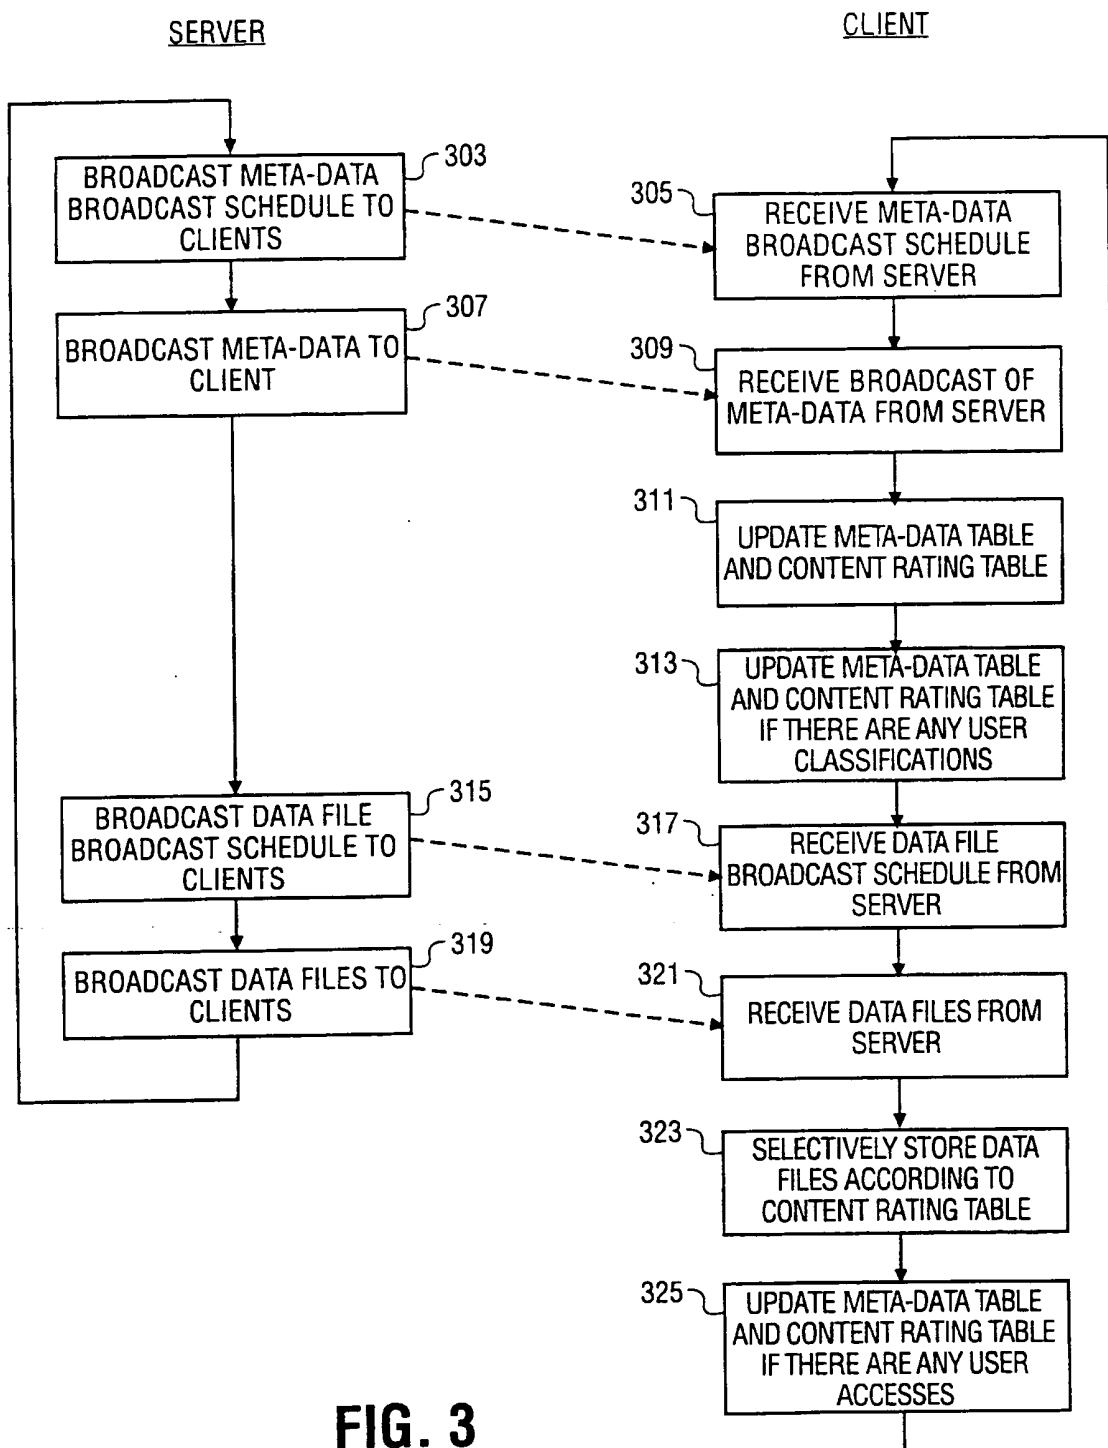 SERVER
CLIENT
303
BROADCAST META-DATA
BROADCAST SCHEDULE TO
CLIENTS
305
RECEIVE META-DATA
BROADCAST SCHEDULE
FROM SERVER
307
BROADCAST META-DATA TO
CLIENT
309
RECEIVE BROADCAST OF
META-DATA FROM SERVER
311
UPDATE META-DATA TABLE
AND CONTENT RATING TABLE
313
UPDATE META-DATA TABLE
AND CONTENT RATING TABLE
IF THERE ARE ANY USER
CLASSIFICATIONS
315
BROADCAST DATA FILE
BROADCAST SCHEDULE TO
CLIENTS
317
RECEIVE DATA FILE
BROADCAST SCHEDULE FROM
SERVER
319
BROADCAST DATA FILES TO
CLIENTS
321
RECEIVE DATA FILES FROM
SERVER
323
SELECTIVELY STORE DATA
FILES ACCORDING TO
CONTENT RATING TABLE
325
UPDATE META-DATA TABLE
AND CONTENT RATING TABLE
IF THERE ARE ANY USER
ACCESSES
FIG. 3